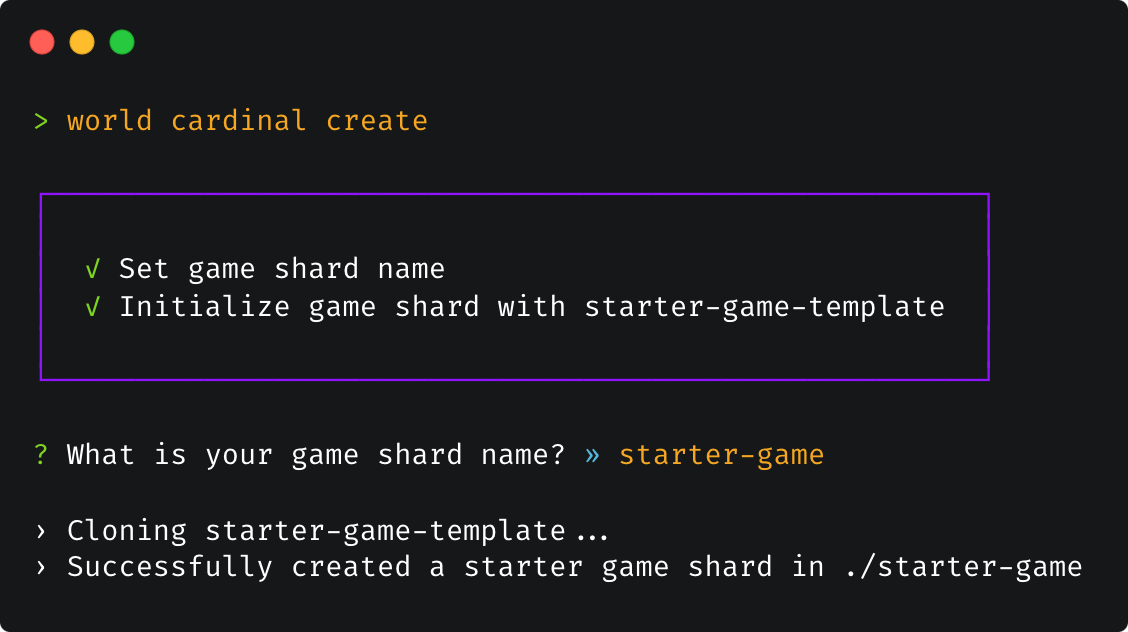 > world cardinal create
√ Set game shard name
√ Initialize game shard with starter-game-template
? What is your game shard name? » starter-game
› Cloning starter-game-template...
› Successfully created a starter game shard in ./starter-game